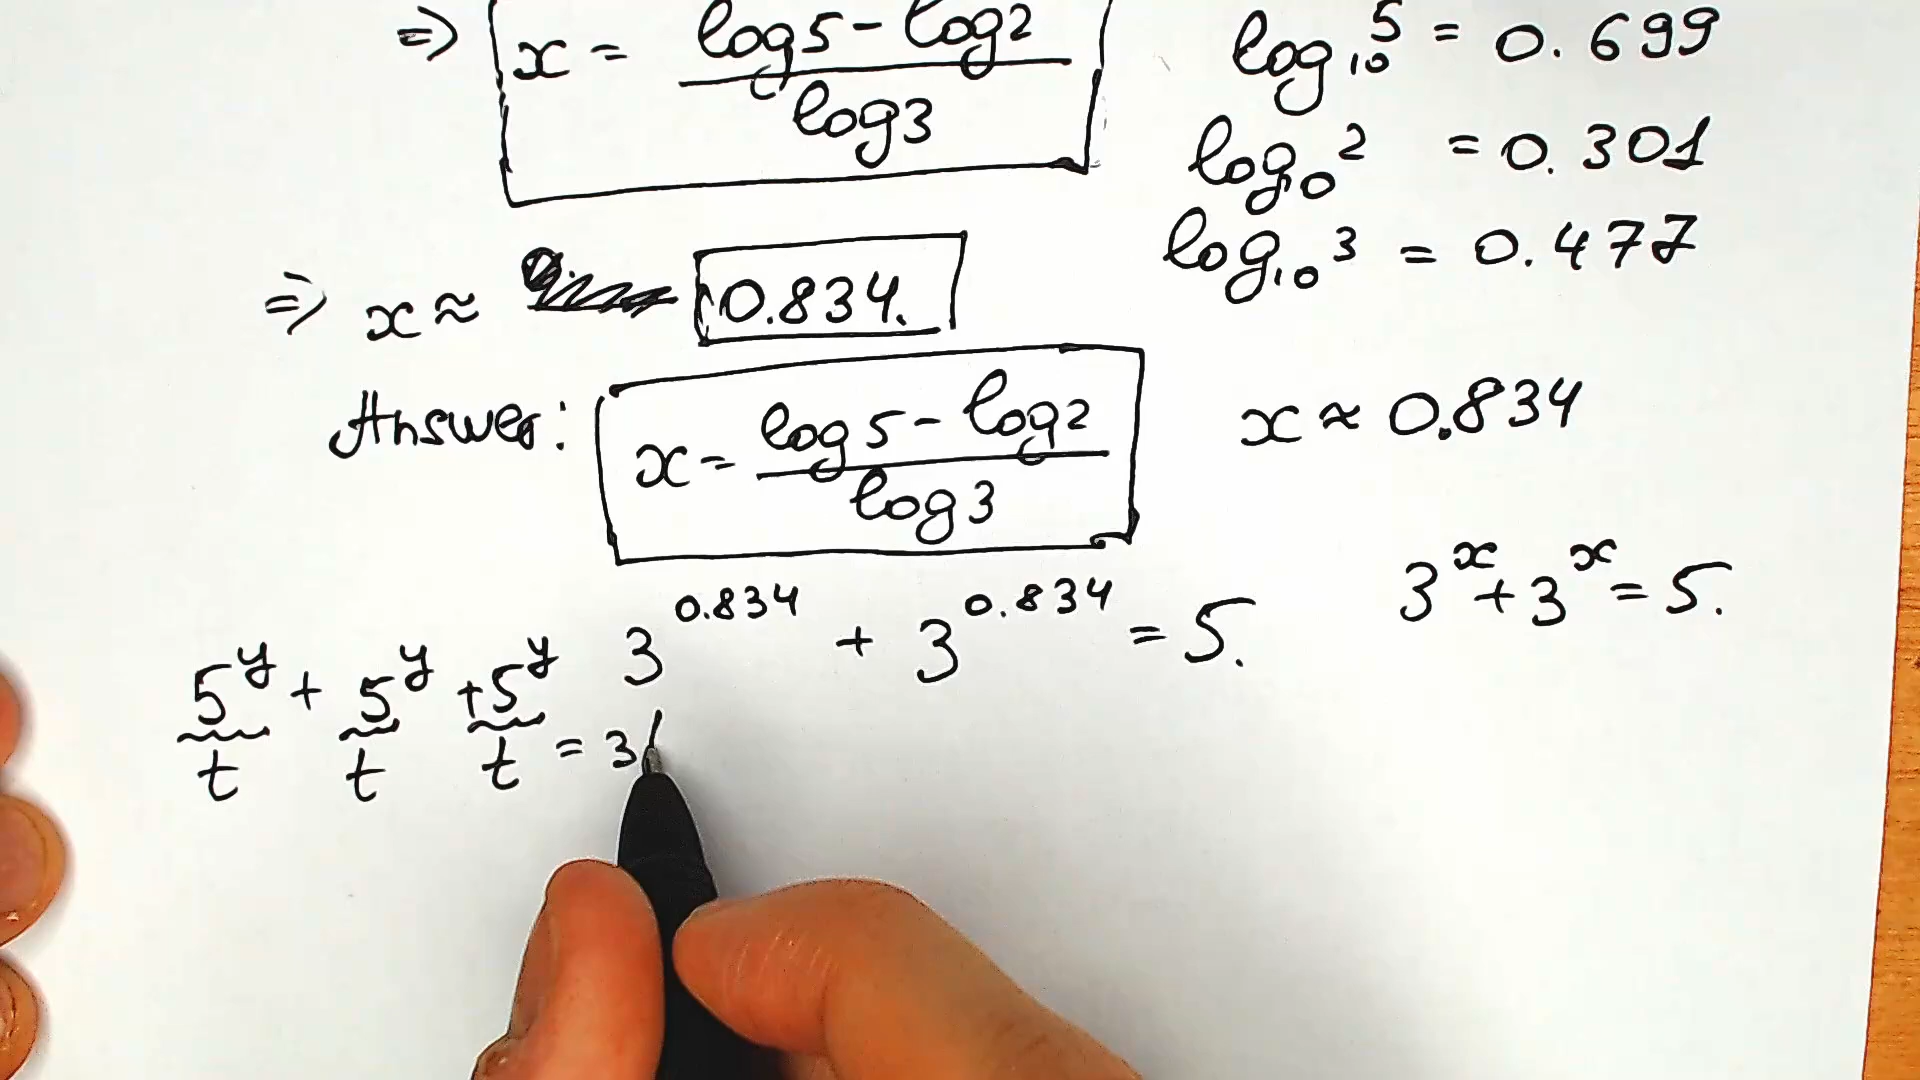 => x = (log5 - log2) / log3
log₁₀5 = 0.699
log₁₀2 = 0.301
log₁₀3 = 0.477
=> x ≈ 0.834.
Answer: x = (log5 - log2) / log3
x ≈ 0.834
3^x + 3^x = 5.
3^0.834 + 3^0.834 = 5.
5^y + 5^y + 5^y
t t t = 3